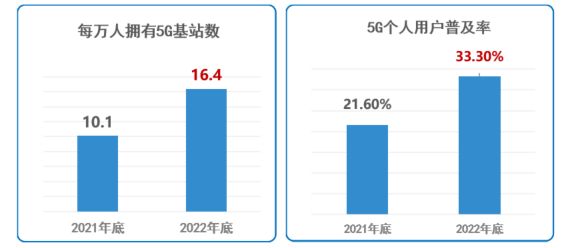 每万人拥有5G基站数
16.4
10.1
2021年底
2022年底
5G个人用户普及率
33.30%
21.60%
2021年底
2022年底